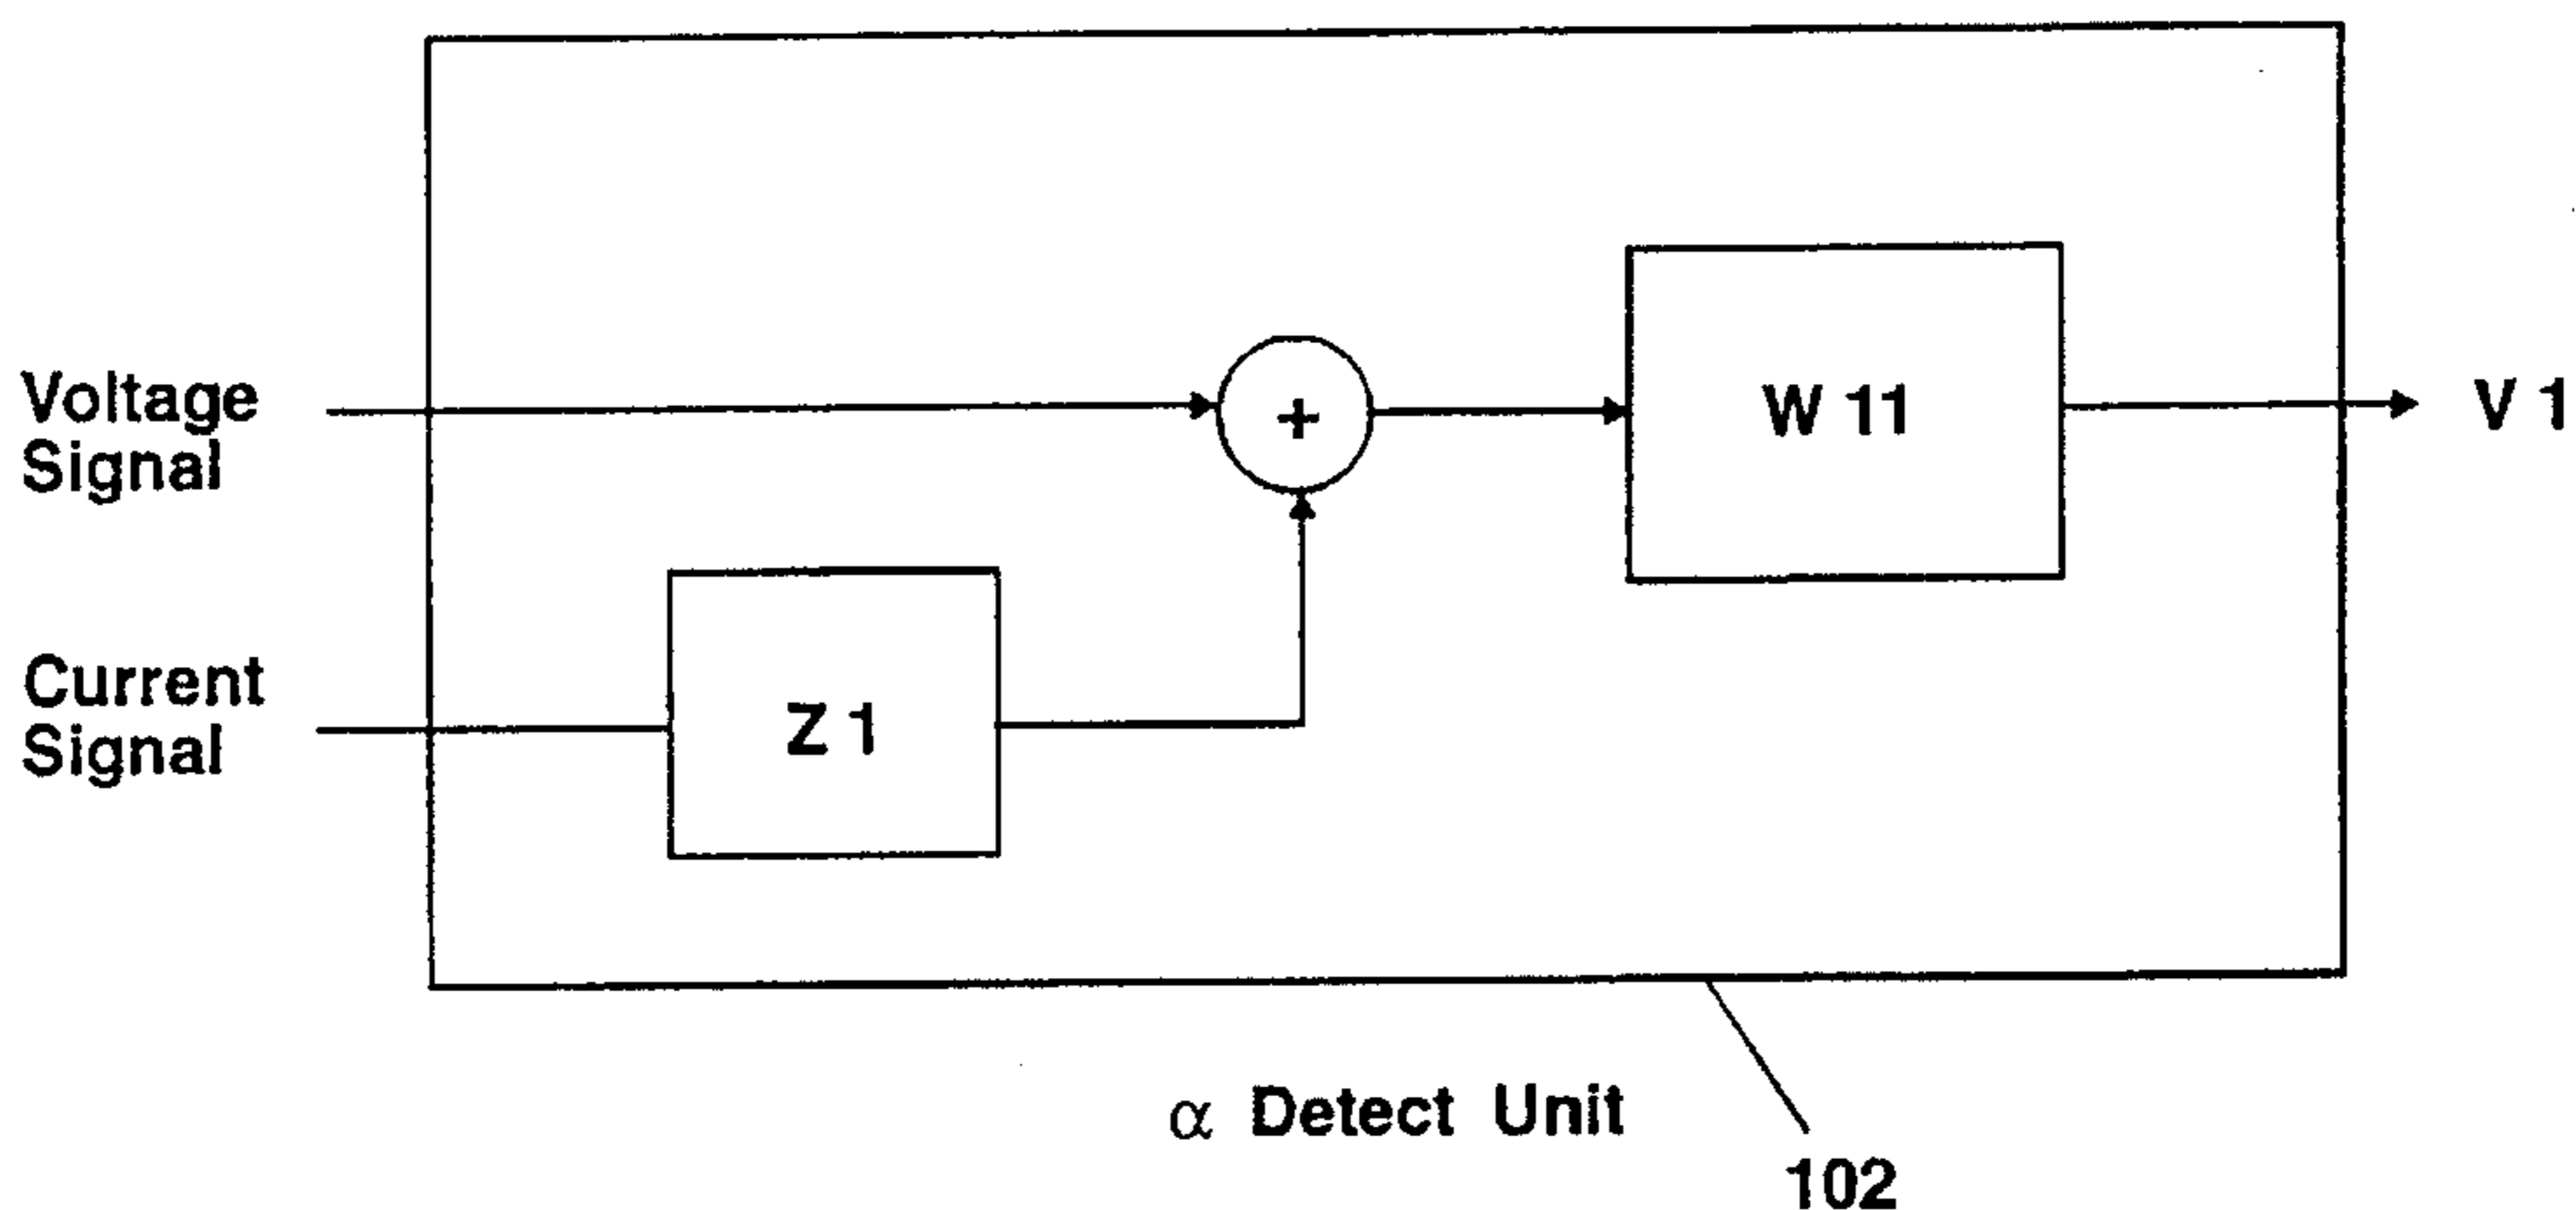 Voltage
Signal
+
W 11
V 1
Current
Signal
Z 1
α Detect Unit
102